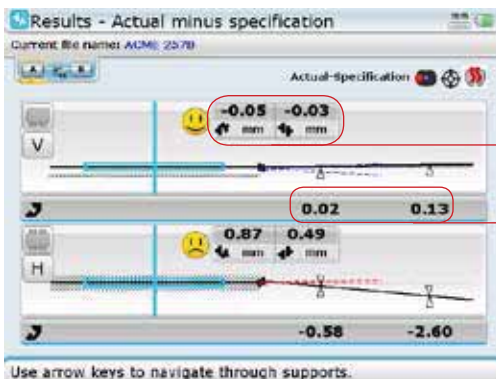 Results - Actual minus specification
Current file name: ACME 2578
A B
Actual-Specification
-0.05 -0.03
mm mm
V
0.02 0.13
0.87 0.49
mm mm
H
-0.58 -2.60
Use arrow keys to navigate through supports.